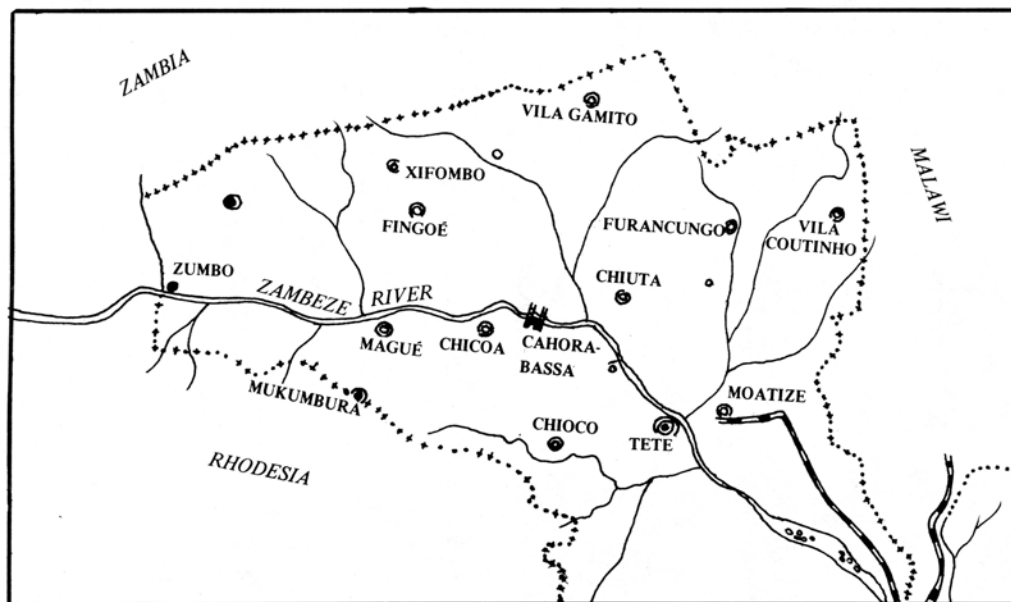 ZAMBIA
VILA GAMITO
MALAWI
XIFOMBO
FINGOÉ
FURANCUNGO
VILA
COUTINHO
ZUMBO
CHIUTA
ZAMBEZE RIVER
MAGUÉ
CHICOA
CAHORA-
BASSA
MUKUMBURA
MOATIZE
CHIOCO
TETE
RHODESIA